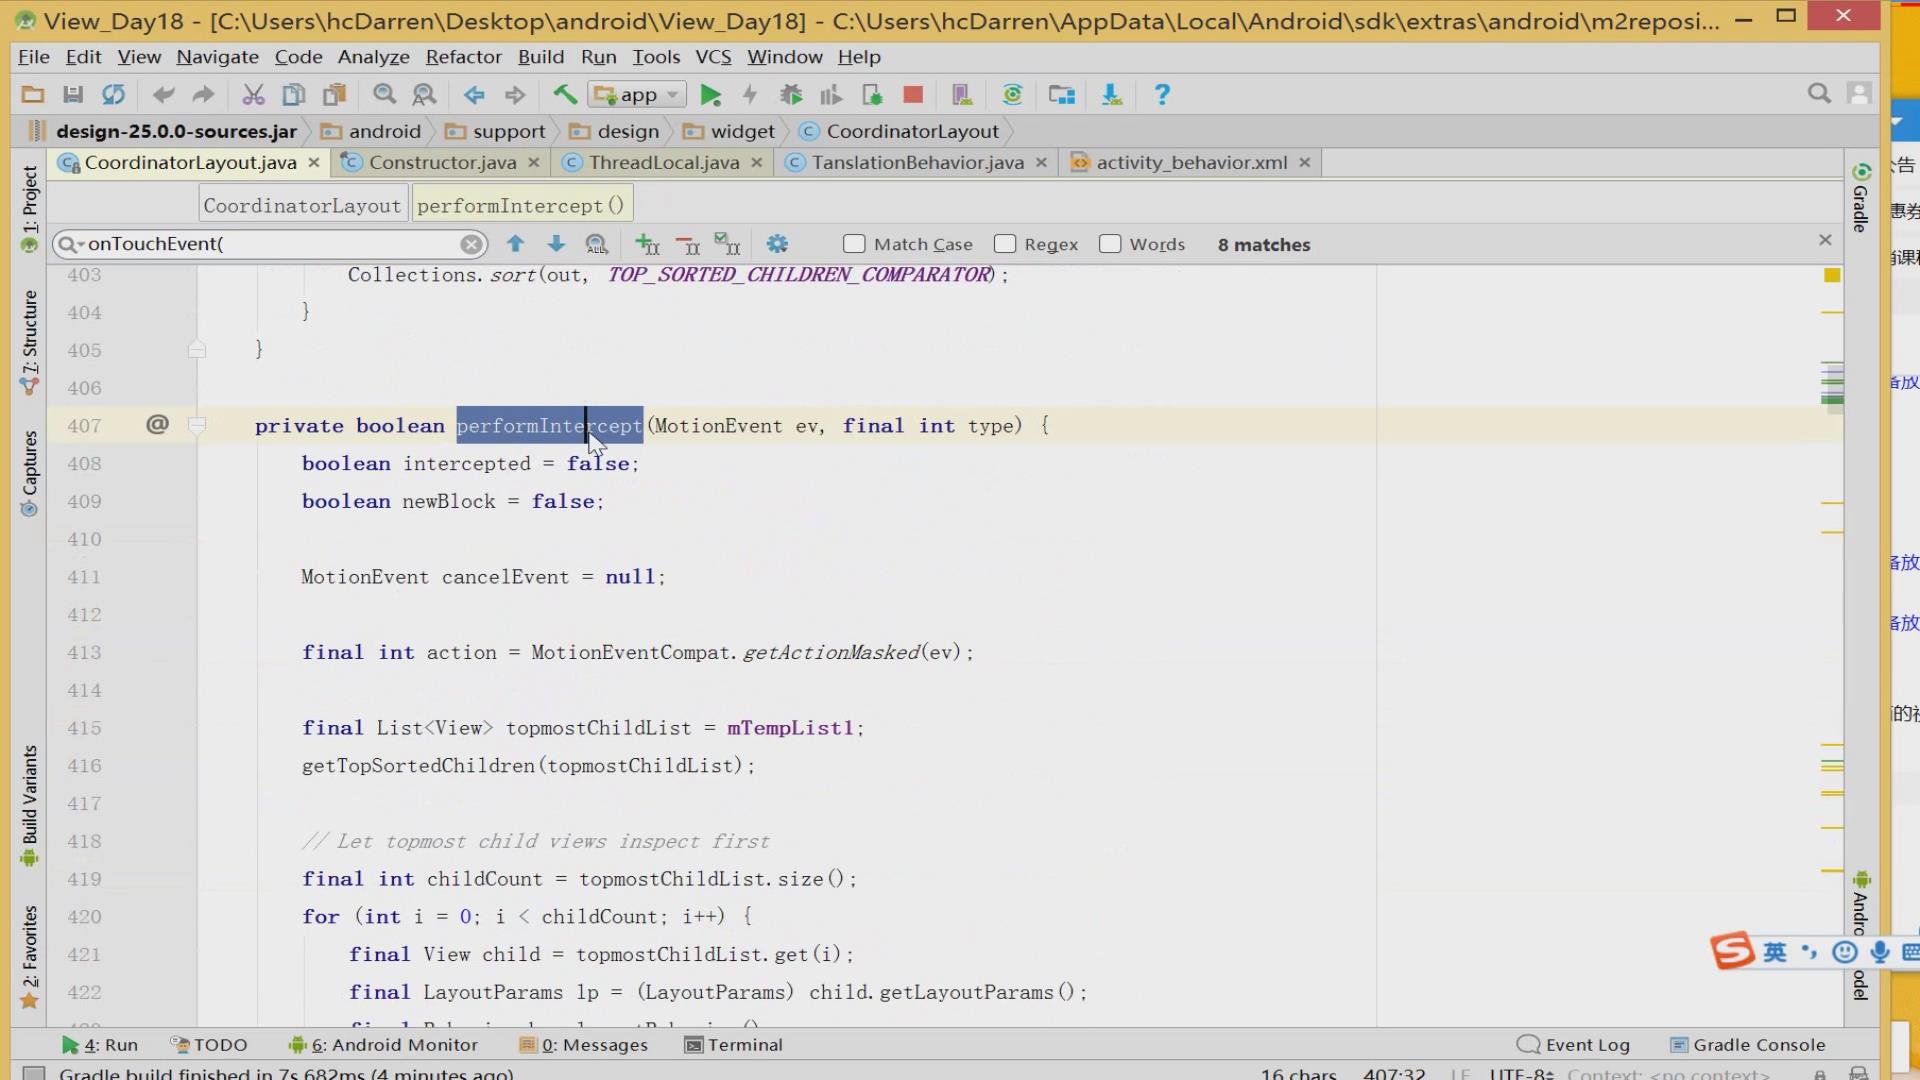 View_Day18 - [C:\Users\hcDarren\Desktop\android\View_Day18] - C:\Users\hcDarren\AppData\Local\Android\sdk\extras\android\m2reposi...
File Edit View Navigate Code Analyze Refactor Build Run Tools VCS Window Help
app
design-25.0.0-sources.jar android support design widget CoordinatorLayout
CoordinatorLayout.java Constructor.java ThreadLocal.java TanslationBehavior.java activity_behavior.xml
CoordinatorLayout performIntercept()
onTouchEvent( Match Case Regex Words 8 matches
403 Collections.sort(out, TOP_SORTED_CHILDREN_COMPARATOR);
404 }
405 }
406
407 @ private boolean performIntercept(MotionEvent ev, final int type) {
408 boolean intercepted = false;
409 boolean newBlock = false;
410
411 MotionEvent cancelEvent = null;
412
413 final int action = MotionEventCompat.getActionMasked(ev);
414
415 final List<View> topmostChildList = mTempList1;
416 getTopSortedChildren(topmostChildList);
417
418 // Let topmost child views inspect first
419 final int childCount = topmostChildList.size();
420 for (int i = 0; i < childCount; i++) {
421 final View child = topmostChildList.get(i);
422 final LayoutParams lp = (LayoutParams) child.getLayoutParams();
1: Project
7: Structure
Captures
Build Variants
2: Favorites
Gradle
英
4: Run TODO 6: Android Monitor 0: Messages Terminal Event Log Gradle Console
Gradle build finished in 7s 682ms (4 minutes ago) 16 chars 407:32 LF UTF-8 Context: <no context>